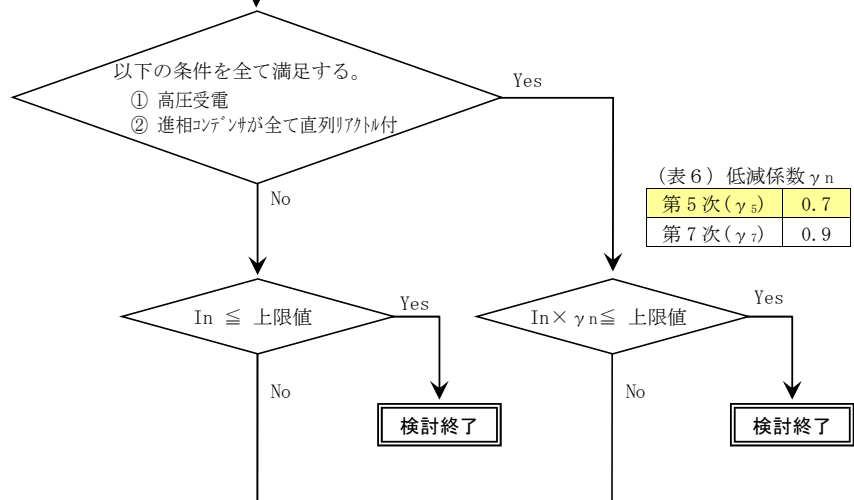 以下の条件を全て満足する。
① 高圧受電
② 進相ｺﾝﾃﾞﾝｻが全て直列ﾘｱｸﾄﾙ付
Yes
No
(表6) 低減係数γn
第5次(γ5) 0.7
第7次(γ7) 0.9
In ≦ 上限値
Yes
In×γn≦ 上限値
Yes
No
No
検討終了
検討終了